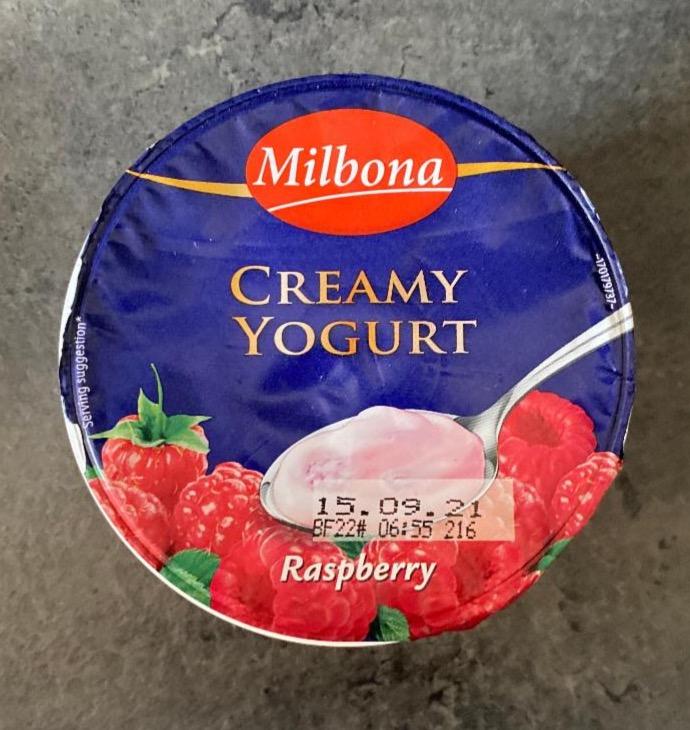 Milbona
CREAMY
YOGURT
Serving suggestion*
15.09.21
BF22# 06:55 216
Raspberry